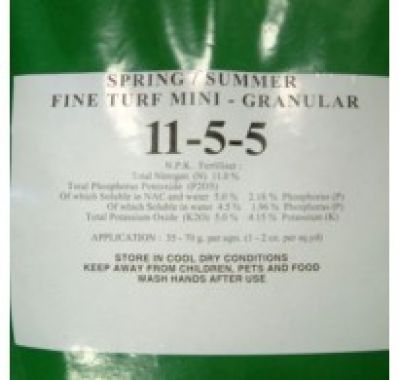 SPRING / SUMMER
FINE TURF MINI - GRANULAR
11-5-5
N.P.K. Fertiliser :
Total Nitrogen (N) 11.0 %
Total Phosphorus Pentoxide (P2O5)
Of which Soluble in NAC and water 5.0 % 2.18 % Phosphorus (P)
Of which Soluble in water 4.5 % 1.96 % Phosphorus (P)
Total Potassium Oxide (K2O) 5.0 % 4.15 % Potassium (K)
APPLICATION : 35 - 70 g. per sqm. (1 - 2 oz. per sq.yd)
STORE IN COOL DRY CONDITIONS
KEEP AWAY FROM CHILDREN, PETS AND FOOD
WASH HANDS AFTER USE